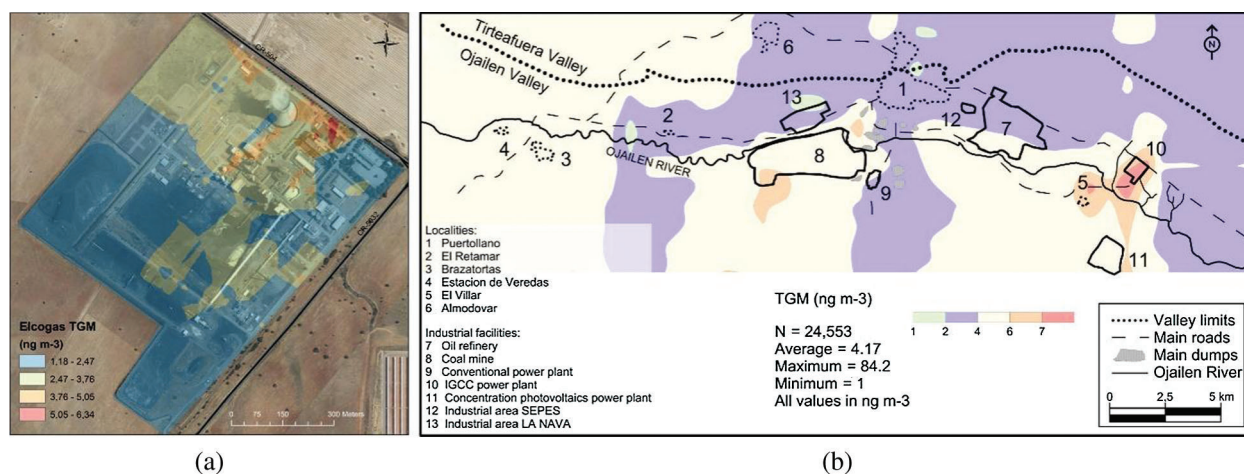 CR-504
CR-5032
Elcogas TGM
(ng m-3)
1,18 - 2,47
2,47 - 3,76
3,76 - 5,05
5,05 - 6,34
0 75 150 300 Meters
(a)
Tirteafuera Valley
Ojailen Valley
N
6
1
13
2
12
7
4
3
OJAILEN RIVER
8
9
10
5
11
Localities:
1 Puertollano
2 El Retamar
3 Brazatortas
4 Estacion de Veredas
5 El Villar
6 Almodovar
Industrial facilities:
7 Oil refinery
8 Coal mine
9 Conventional power plant
10 IGCC power plant
11 Concentration photovoltaics power plant
12 Industrial area SEPES
13 Industrial area LA NAVA
TGM (ng m-3)
1 2 4 6 7
N = 24,553
Average = 4.17
Maximum = 84.2
Minimum = 1
All values in ng m-3
Valley limits
Main roads
Main dumps
Ojailen River
0 2,5 5 km
(b)